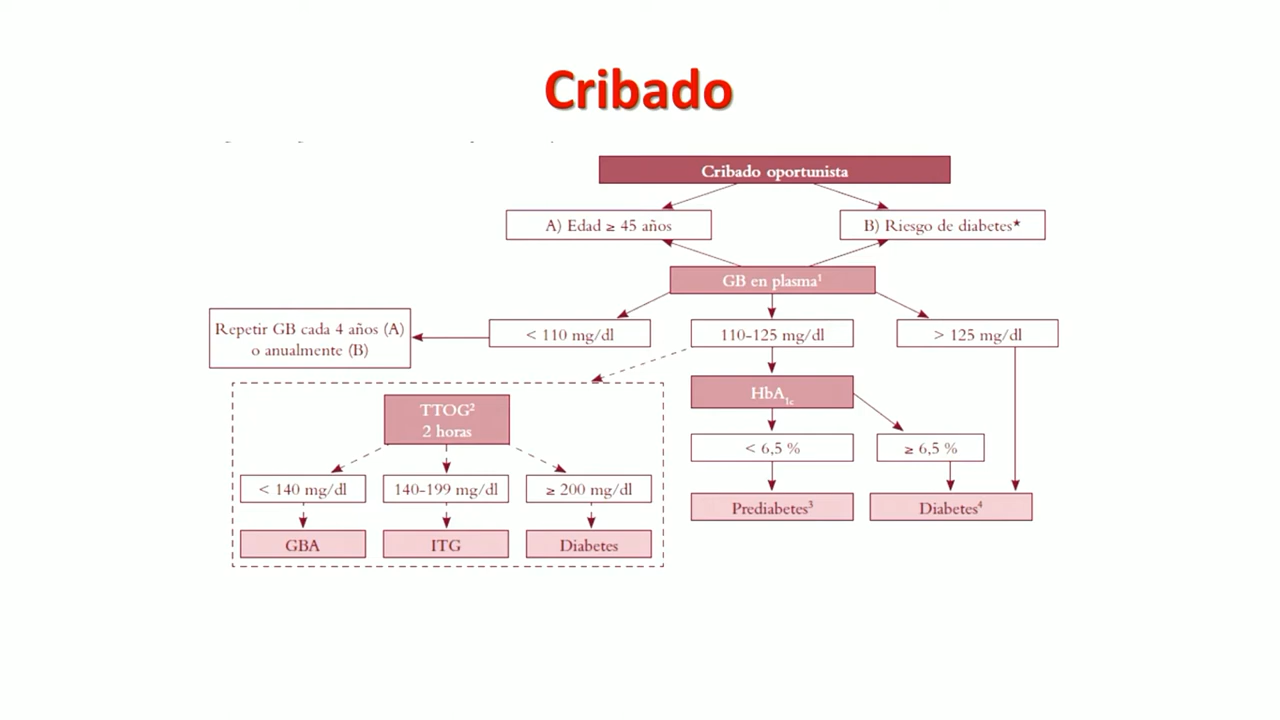 Cribado
Cribado oportunista
A) Edad ≥ 45 años
B) Riesgo de diabetes*
GB en plasma¹
Repetir GB cada 4 años (A)
o anualmente (B)
< 110 mg/dl
110-125 mg/dl
> 125 mg/dl
HbA₁c
TTOG²
2 horas
< 6,5 %
≥ 6,5 %
< 140 mg/dl
140-199 mg/dl
≥ 200 mg/dl
Prediabetes³
Diabetes⁴
GBA
ITG
Diabetes